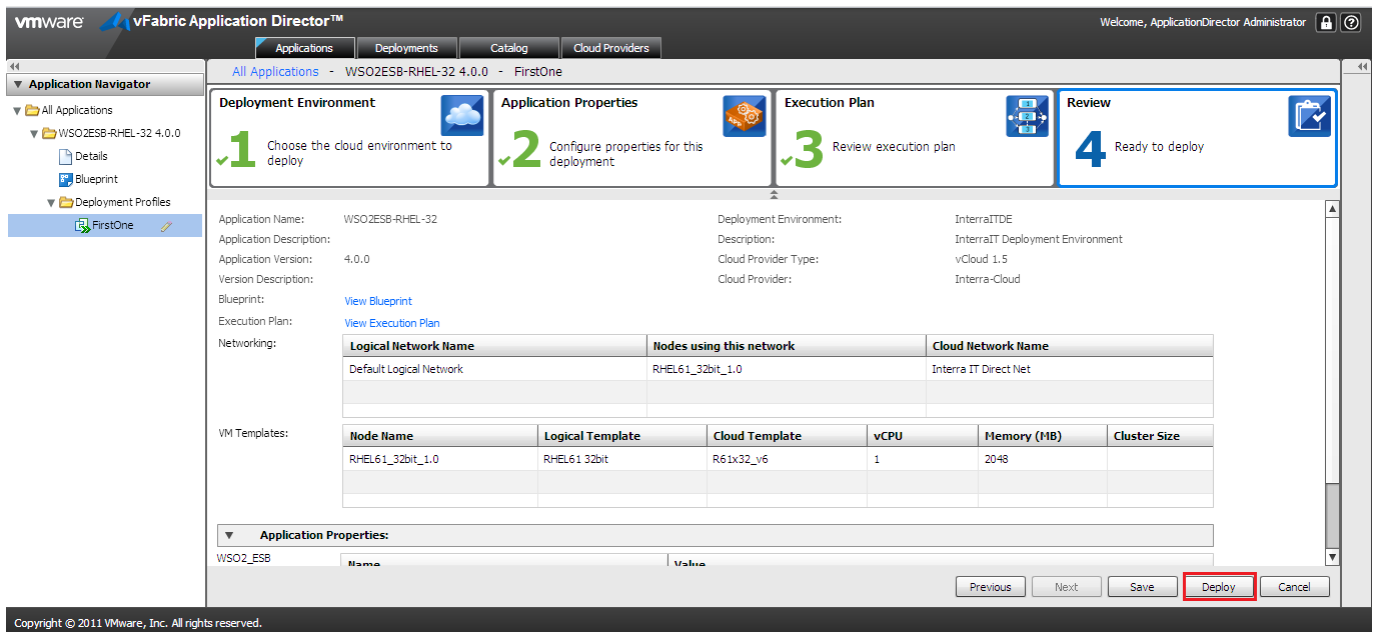 vmware vFabric Application Director™ Welcome, ApplicationDirector Administrator
Applications Deployments Catalog Cloud Providers
Application Navigator
All Applications
WSO2ESB-RHEL-32 4.0.0
Details
Blueprint
Deployment Profiles
FirstOne
All Applications - WSO2ESB-RHEL-32 4.0.0 - FirstOne
Deployment Environment
1
Choose the cloud environment to
deploy
Application Properties
2
Configure properties for this
deployment
Execution Plan
3
Review execution plan
Review
4
Ready to deploy
Application Name: WSO2ESB-RHEL-32 Deployment Environment: InterraITDE
Application Description: Description: InterraIT Deployment Environment
Application Version: 4.0.0 Cloud Provider Type: vCloud 1.5
Version Description: Cloud Provider: Interra-Cloud
Blueprint: View Blueprint
Execution Plan: View Execution Plan
Networking:
Logical Network Name Nodes using this network Cloud Network Name
Default Logical Network RHEL61_32bit_1.0 Interra IT Direct Net
VM Templates:
Node Name Logical Template Cloud Template vCPU Memory (MB) Cluster Size
RHEL61_32bit_1.0 RHEL61 32bit R61x32_v6 1 2048
Application Properties:
WSO2_ESB
Name Value
Previous Next Save Deploy Cancel
Copyright © 2011 VMware, Inc. All rights reserved.